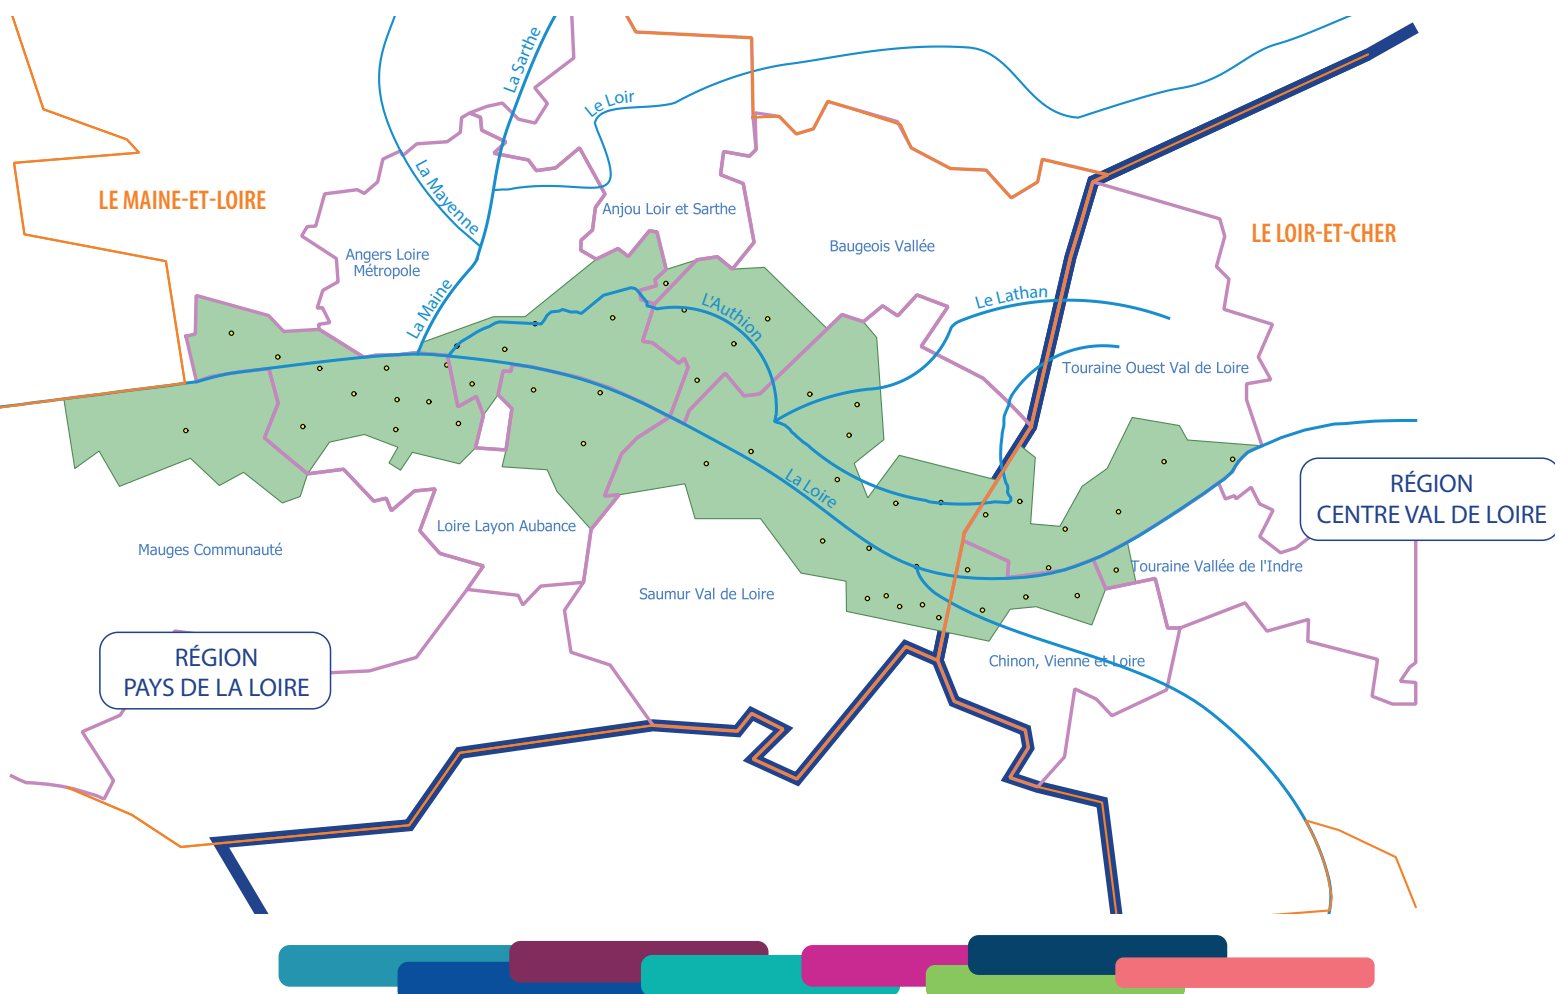 La Sarthe
Le Loir
La Mayenne
LE MAINE-ET-LOIRE
Anjou Loir et Sarthe
Baugeois Vallée
LE LOIR-ET-CHER
Angers Loire
Métropole
La Maine
L'Authion
Le Lathan
Touraine Ouest Val de Loire
La Loire
RÉGION
CENTRE VAL DE LOIRE
Loire Layon Aubance
Mauges Communauté
Touraine Vallée de l'Indre
Saumur Val de Loire
RÉGION
PAYS DE LA LOIRE
Chinon, Vienne et Loire